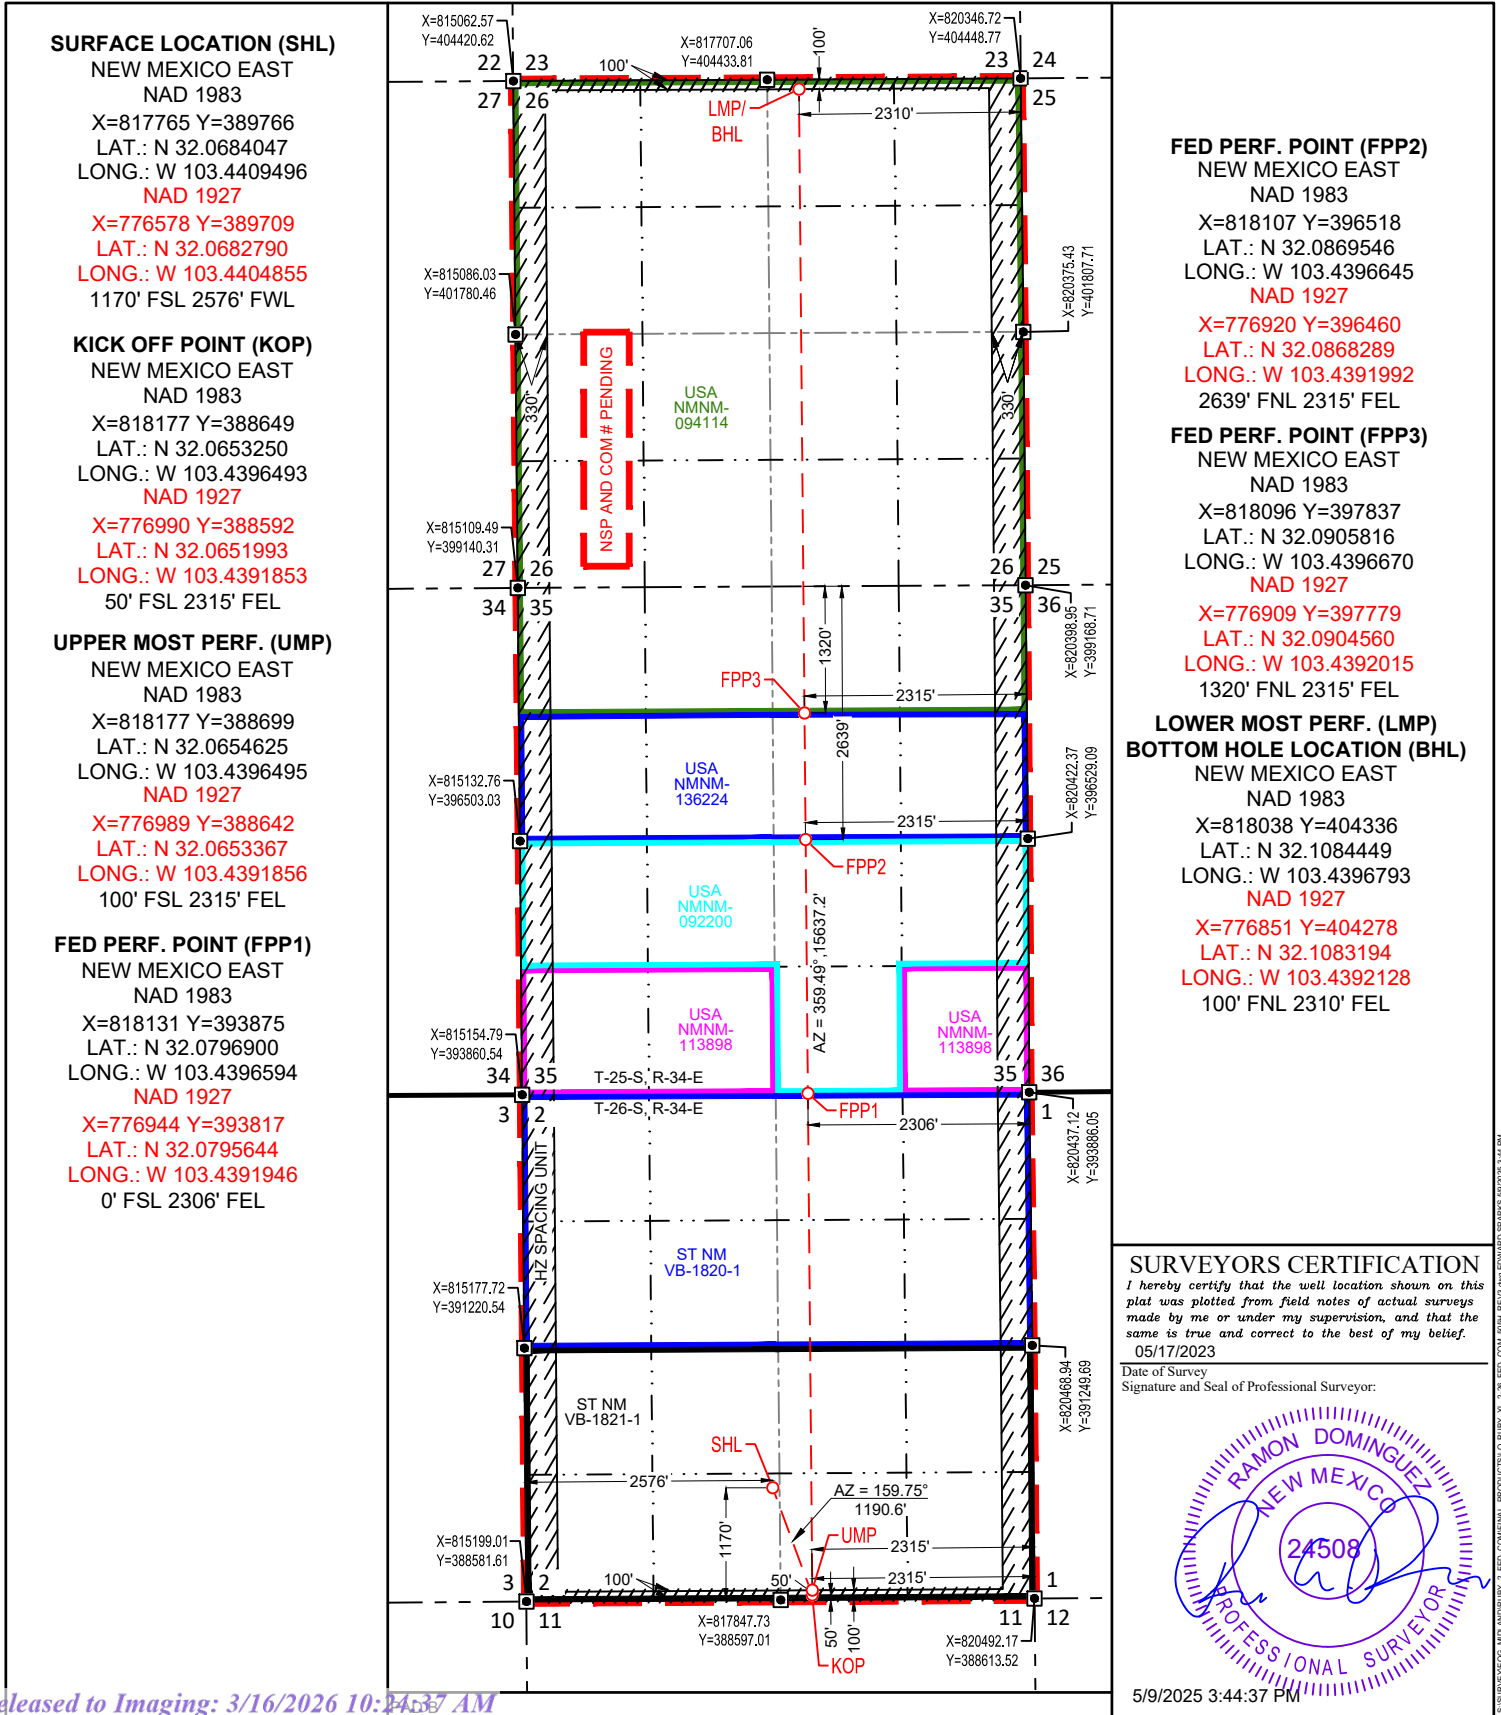 SURFACE LOCATION (SHL)
NEW MEXICO EAST
NAD 1983
X=817765 Y=389766
LAT.: N 32.0684047
LONG.: W 103.4409496
NAD 1927
X=776578 Y=389709
LAT.: N 32.0682790
LONG.: W 103.4404855
1170' FSL 2576' FWL
KICK OFF POINT (KOP)
NEW MEXICO EAST
NAD 1983
X=818177 Y=388649
LAT.: N 32.0653250
LONG.: W 103.4396493
NAD 1927
X=776990 Y=388592
LAT.: N 32.0651993
LONG.: W 103.4391853
50' FSL 2315' FEL
UPPER MOST PERF. (UMP)
NEW MEXICO EAST
NAD 1983
X=818177 Y=388699
LAT.: N 32.0654625
LONG.: W 103.4396495
NAD 1927
X=776989 Y=388642
LAT.: N 32.0653367
LONG.: W 103.4391856
100' FSL 2315' FEL
FED PERF. POINT (FPP1)
NEW MEXICO EAST
NAD 1983
X=818131 Y=393875
LAT.: N 32.0796900
LONG.: W 103.4396594
NAD 1927
X=776944 Y=393817
LAT.: N 32.0795644
LONG.: W 103.4391946
0' FSL 2306' FEL
X=815062.57
Y=404420.62
X=817707.06
Y=404433.81
X=820346.72
Y=404448.77
22 23
27 26
23 24
25
100'
100'
LMP/
BHL
2310'
X=815086.03
Y=401780.46
X=820375.43
Y=401807.71
330'
330'
NSP AND COM # PENDING
USA
NMNM-
094114
X=815109.49
Y=399140.31
27 26
34 35
26 25
35 36
X=820398.95
Y=399168.71
1320'
2639'
FPP3
2315'
USA
NMNM-
136224
X=815132.76
Y=396503.03
X=820422.37
Y=396529.09
2315'
FPP2
USA
NMNM-
092200
AZ = 359.49°,15637.2'
USA
NMNM-
113898
USA
NMNM-
113898
X=815154.79
Y=393860.54
34 35
3 2
T-25-S, R-34-E
T-26-S, R-34-E
35 36
1
FPP1
2306'
X=820437.12
Y=393886.05
HZ SPACING UNIT
ST NM
VB-1820-1
X=815177.72
Y=391220.54
X=820468.94
Y=391249.69
ST NM
VB-1821-1
SHL
2576'
1170'
AZ = 159.75°
1190.6'
UMP
2315'
2315'
X=815199.01
Y=388581.61
3 2
10 11
100'
50'
1
11 12
X=817847.73
Y=388597.01
50'
100'
KOP
X=820492.17
Y=388613.52
FED PERF. POINT (FPP2)
NEW MEXICO EAST
NAD 1983
X=818107 Y=396518
LAT.: N 32.0869546
LONG.: W 103.4396645
NAD 1927
X=776920 Y=396460
LAT.: N 32.0868289
LONG.: W 103.4391992
2639' FNL 2315' FEL
FED PERF. POINT (FPP3)
NEW MEXICO EAST
NAD 1983
X=818096 Y=397837
LAT.: N 32.0905816
LONG.: W 103.4396670
NAD 1927
X=776909 Y=397779
LAT.: N 32.0904560
LONG.: W 103.4392015
1320' FNL 2315' FEL
LOWER MOST PERF. (LMP)
BOTTOM HOLE LOCATION (BHL)
NEW MEXICO EAST
NAD 1983
X=818038 Y=404336
LAT.: N 32.1084449
LONG.: W 103.4396793
NAD 1927
X=776851 Y=404278
LAT.: N 32.1083194
LONG.: W 103.4392128
100' FNL 2310' FEL
SURVEYORS CERTIFICATION
I hereby certify that the well location shown on this
plat was plotted from field notes of actual surveys
made by me or under my supervision, and that the
same is true and correct to the best of my belief.
05/17/2023
Date of Survey
Signature and Seal of Professional Surveyor:
RAMON DOMINGUEZ
NEW MEXICO
24508
PROFESSIONAL SURVEYOR
5/9/2025 3:44:37 PM
eleased to Imaging: 3/16/2026 10:24:37 AM